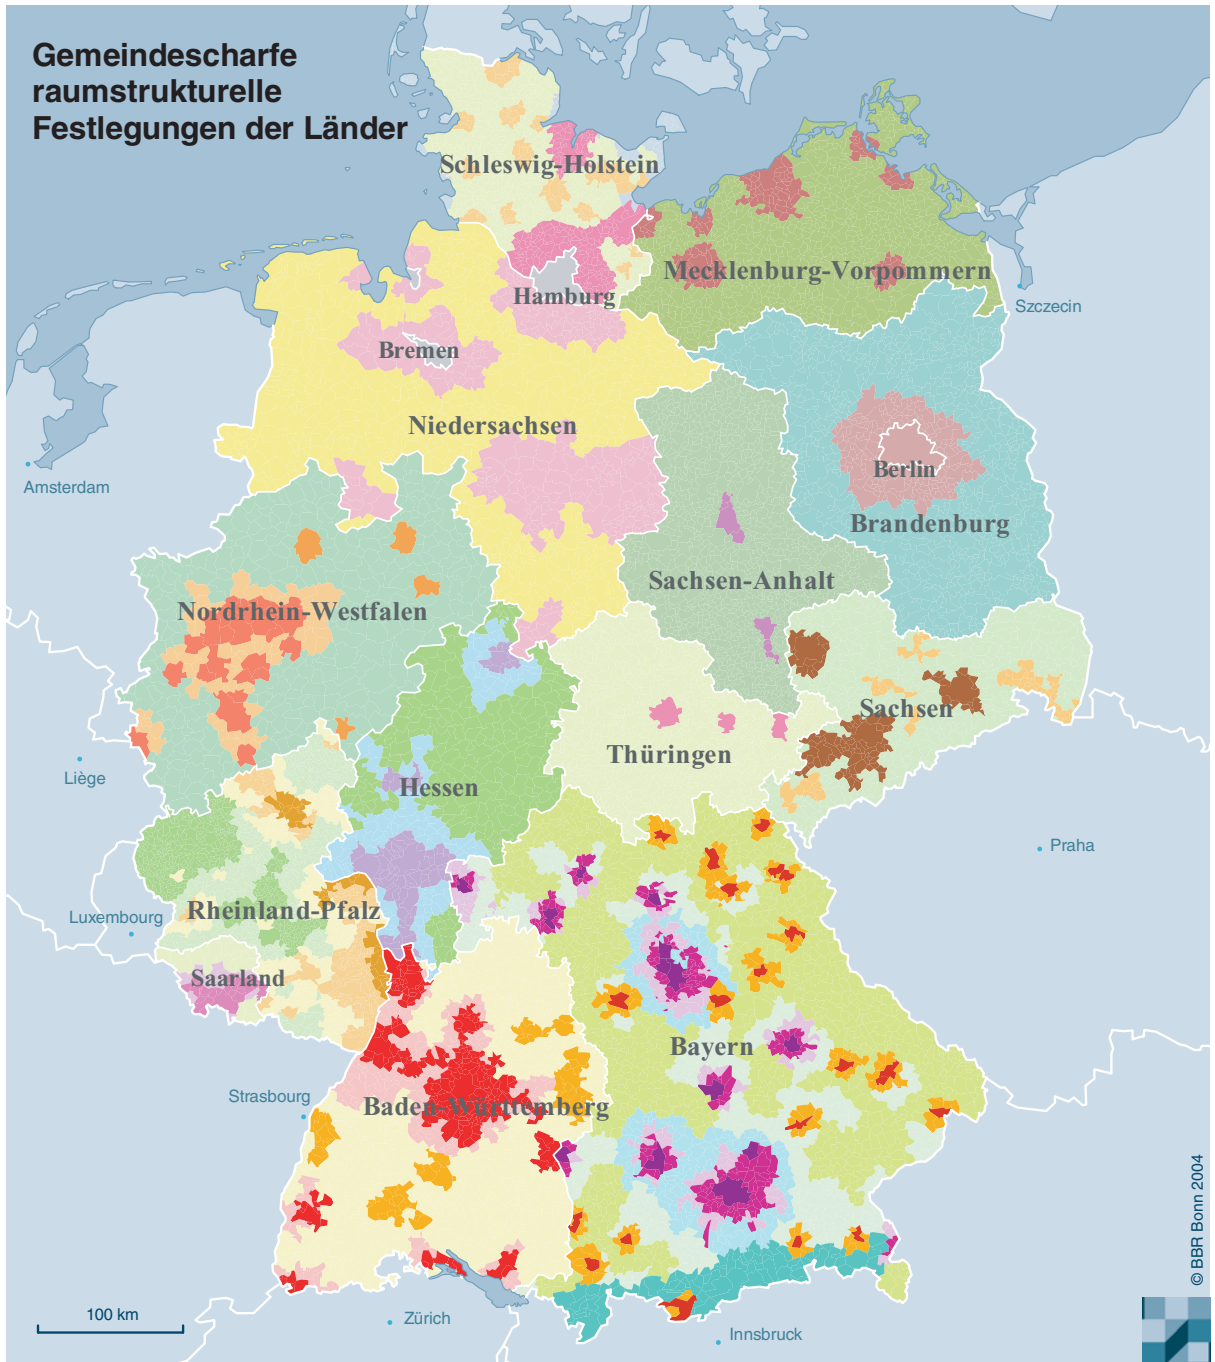 Gemeindescharfe
raumstrukturelle
Festlegungen der Länder
Schleswig-Holstein
Mecklenburg-Vorpommern
Hamburg
Szczecin
Bremen
Niedersachsen
Berlin
Amsterdam
Brandenburg
Sachsen-Anhalt
Nordrhein-Westfalen
Sachsen
Thüringen
Liège
Hessen
Praha
Luxembourg
Rheinland-Pfalz
Saarland
Bayern
Strasbourg
Baden-Württemberg
© BBR Bonn 2004
100 km
Zürich
Innsbruck